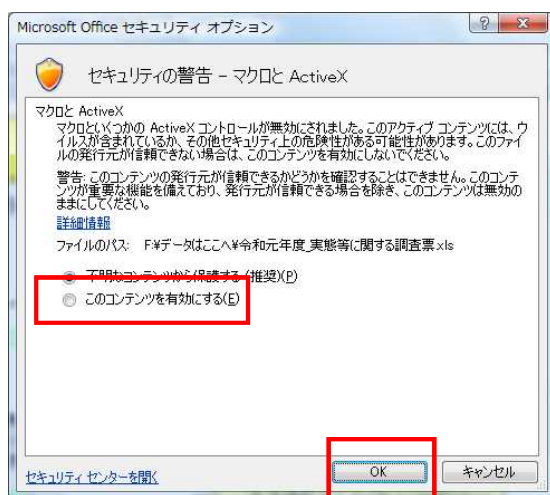 Microsoft Office セキュリティ オプション
セキュリティの警告 - マクロと ActiveX
マクロと ActiveX
マクロといくつかの ActiveX コントロールが無効にされました。このアクティブ コンテンツには、ウ
イルスが含まれているか、その他セキュリティ上の危険性がある可能性があります。このファイ
ルの発行元が信頼できない場合は、このコンテンツを有効にしないでください。
警告: このコンテンツの発行元が信頼できるかどうかを確認することはできません。このコンテ
ンツが重要な機能を備えており、発行元が信頼できる場合を除き、このコンテンツは無効の
ままにしてください。
詳細情報
ファイルのパス: F:¥データはここへ¥令和元年度_実態等に関する調査票.xls
不明なコンテンツから保護する (推奨)(P)
このコンテンツを有効にする(E)
セキュリティ センターを開く
OK
キャンセル